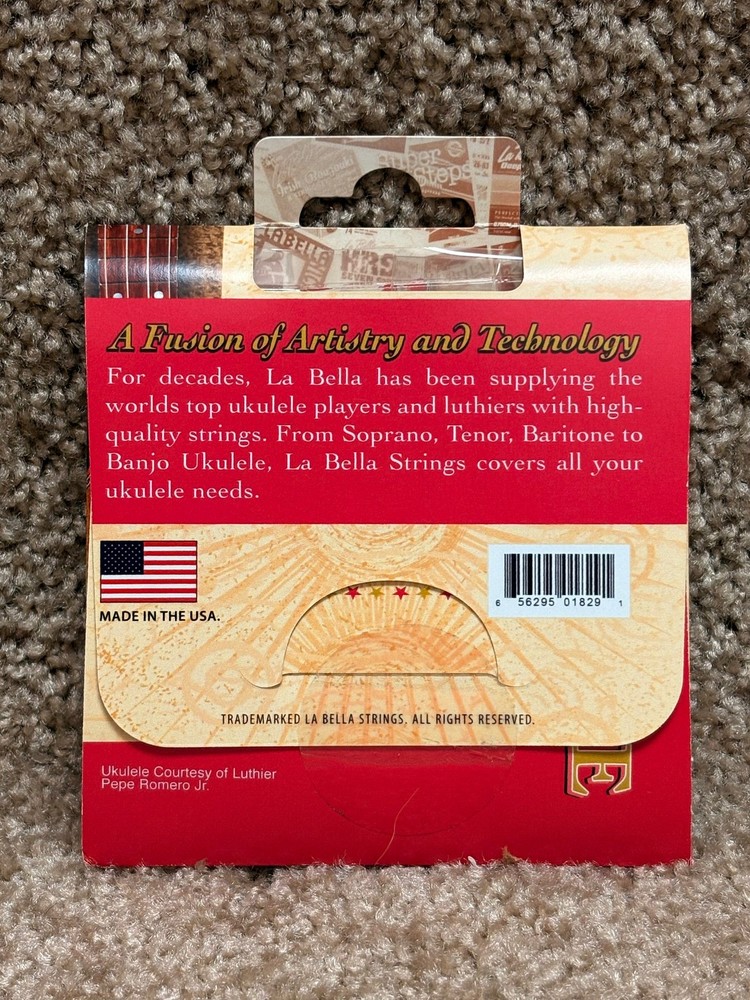 Super
Steps
LABELLA
A Fusion of Artistry and Technology
For decades, La Bella has been supplying the
worlds top ukulele players and luthiers with high-
quality strings. From Soprano, Tenor, Baritone to
Banjo Ukulele, La Bella Strings covers all your
ukulele needs.
MADE IN THE USA.
6 56295 01829 1
TRADEMARKED LA BELLA STRINGS. ALL RIGHTS RESERVED.
Ukulele Courtesy of Luthier
Pepe Romero Jr.
E